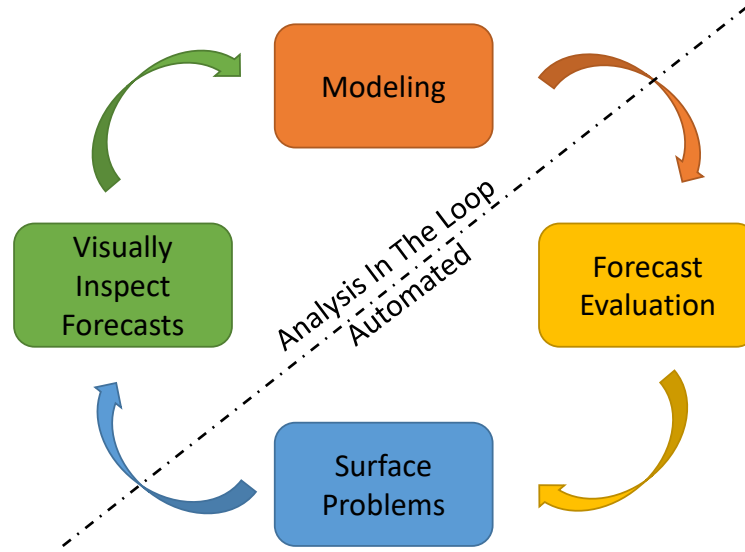 Modeling
Analysis In The Loop
Automated
Visually
Inspect
Forecasts
Forecast
Evaluation
Surface
Problems